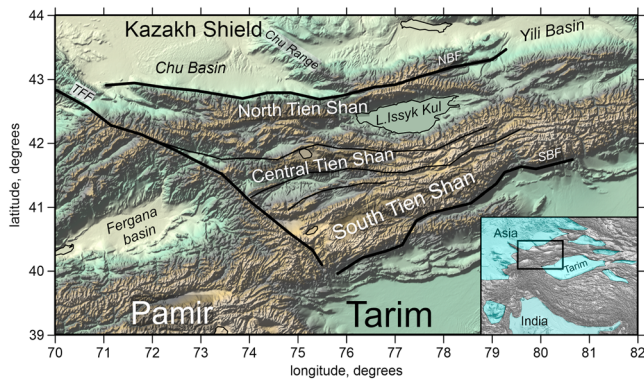 44
43
42
41
40
39
latitude, degrees
Kazakh Shield
Chu Range
Yili Basin
Chu Basin
NBF
TFF
North Tien Shan
L.Issyk Kul
Central Tien Shan
SBF
South Tien Shan
Fergana
basin
Pamir
Tarim
Asia
Tarim
India
70 71 72 73 74 75 76 77 78 79 80 81 82
longitude, degrees